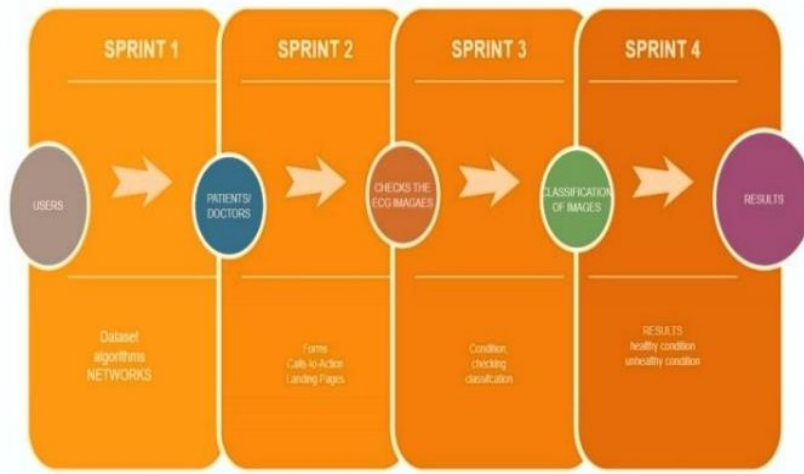 SPRINT 1
SPRINT 2
SPRINT 3
SPRINT 4
USERS
PATIENTS/
DOCTORS
CHECKS THE
ECG IMAGAES
CLASSIFICATION
OF IMAGES
RESULTS
Dataset
algorithms
NETWORKS
Forms
Calls-to-Action
Landing Pages
Condition,
checking
classifcation
RESULTS
healthy condition
unhealthy condition